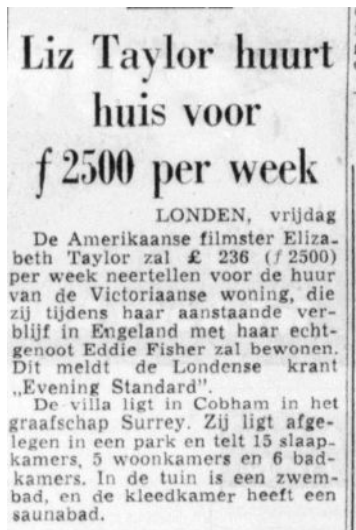 Liz Taylor huurt
huis voor
ƒ 2500 per week
LONDEN, vrijdag
De Amerikaanse filmster Eliza-
beth Taylor zal £ 236 (ƒ 2500)
per week neertellen voor de huur
van de Victoriaanse woning, die
zij tijdens haar aanstaande ver-
blijf in Engeland met haar echt-
genoot Eddie Fisher zal bewonen.
Dit meldt de Londense krant
„Evening Standard”.
De villa ligt in Cobham in het
graafschap Surrey. Zij ligt afge-
legen in een park en telt 15 slaap-
kamers, 5 woonkamers en 6 bad-
kamers. In de tuin is een zwem-
bad, en de kleedkamer heeft een
saunabad.